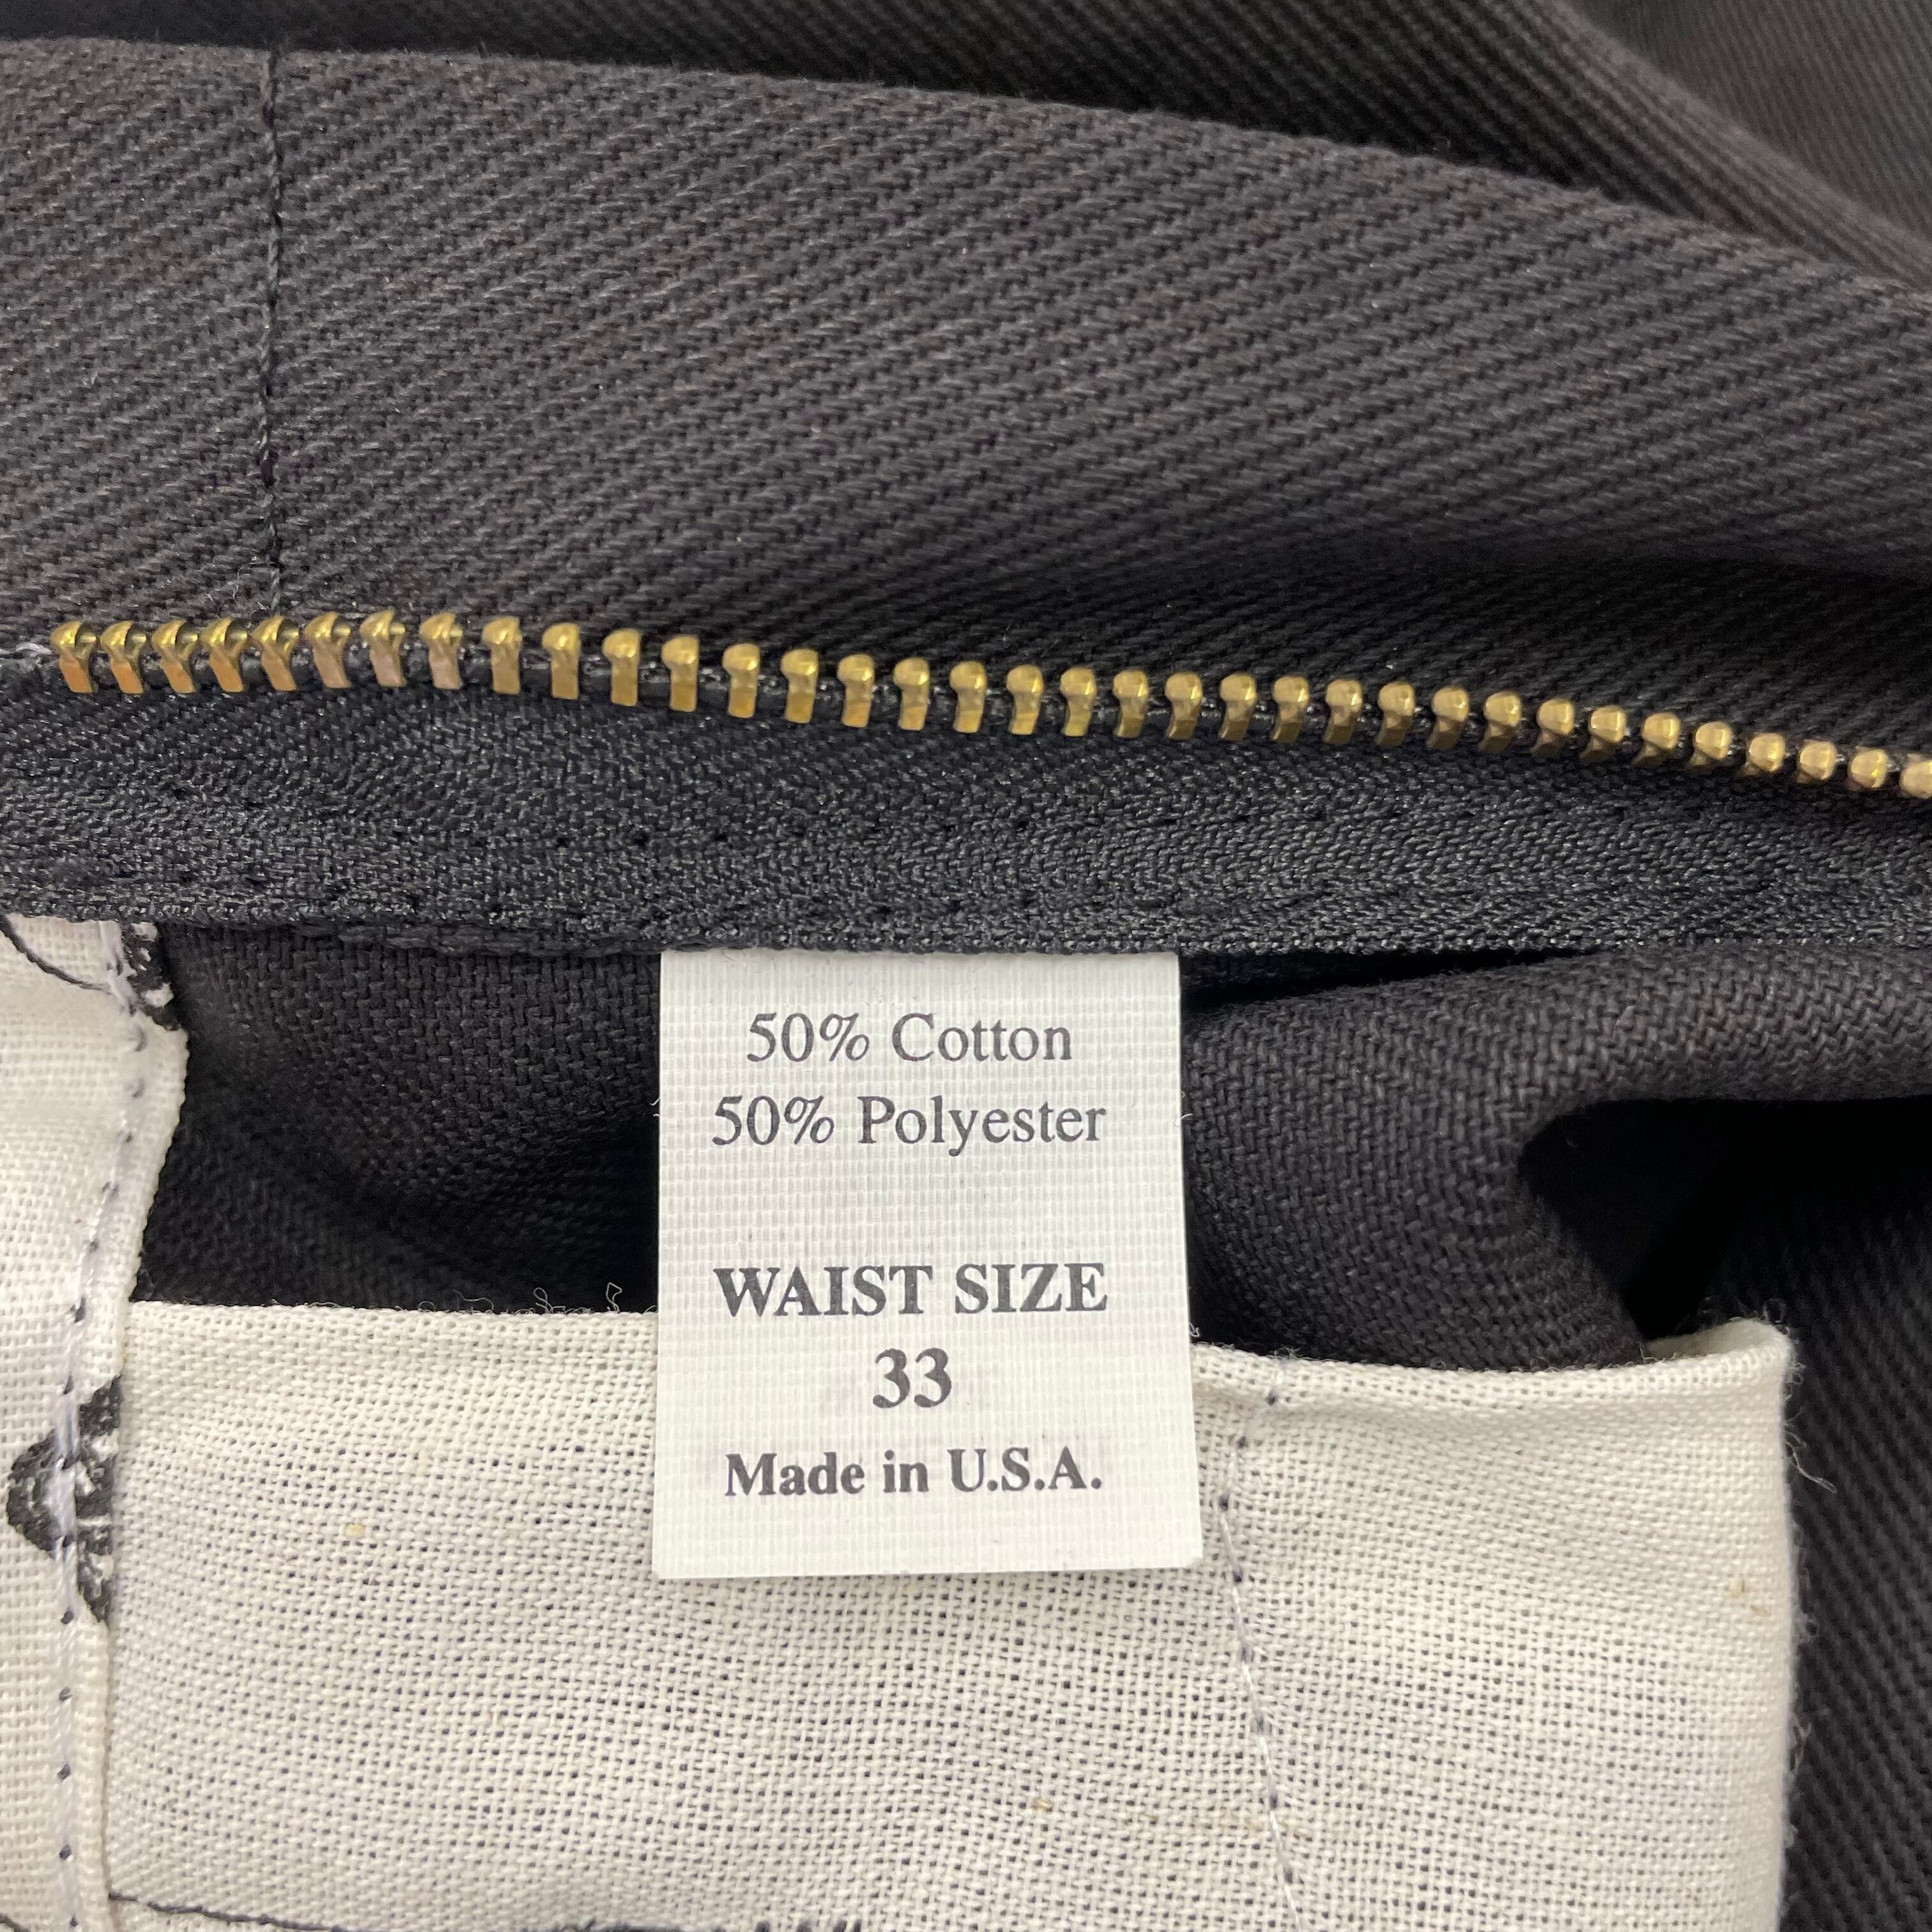 50% Cotton
50% Polyester
WAIST SIZE
33
Made in U.S.A.